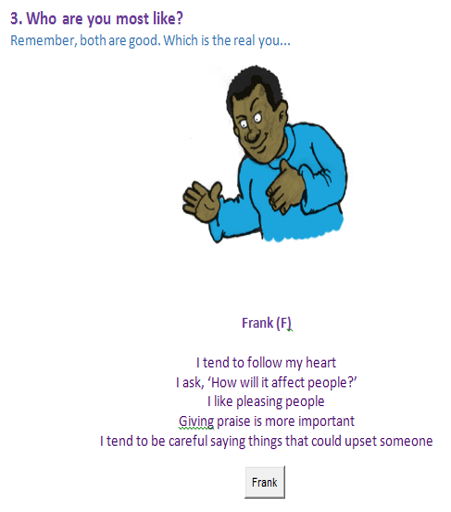 3. Who are you most like?
Remember, both are good. Which is the real you...
Frank (F)
I tend to follow my heart
I ask, ‘How will it affect people?’
I like pleasing people
Giving praise is more important
I tend to be careful saying things that could upset someone
Frank